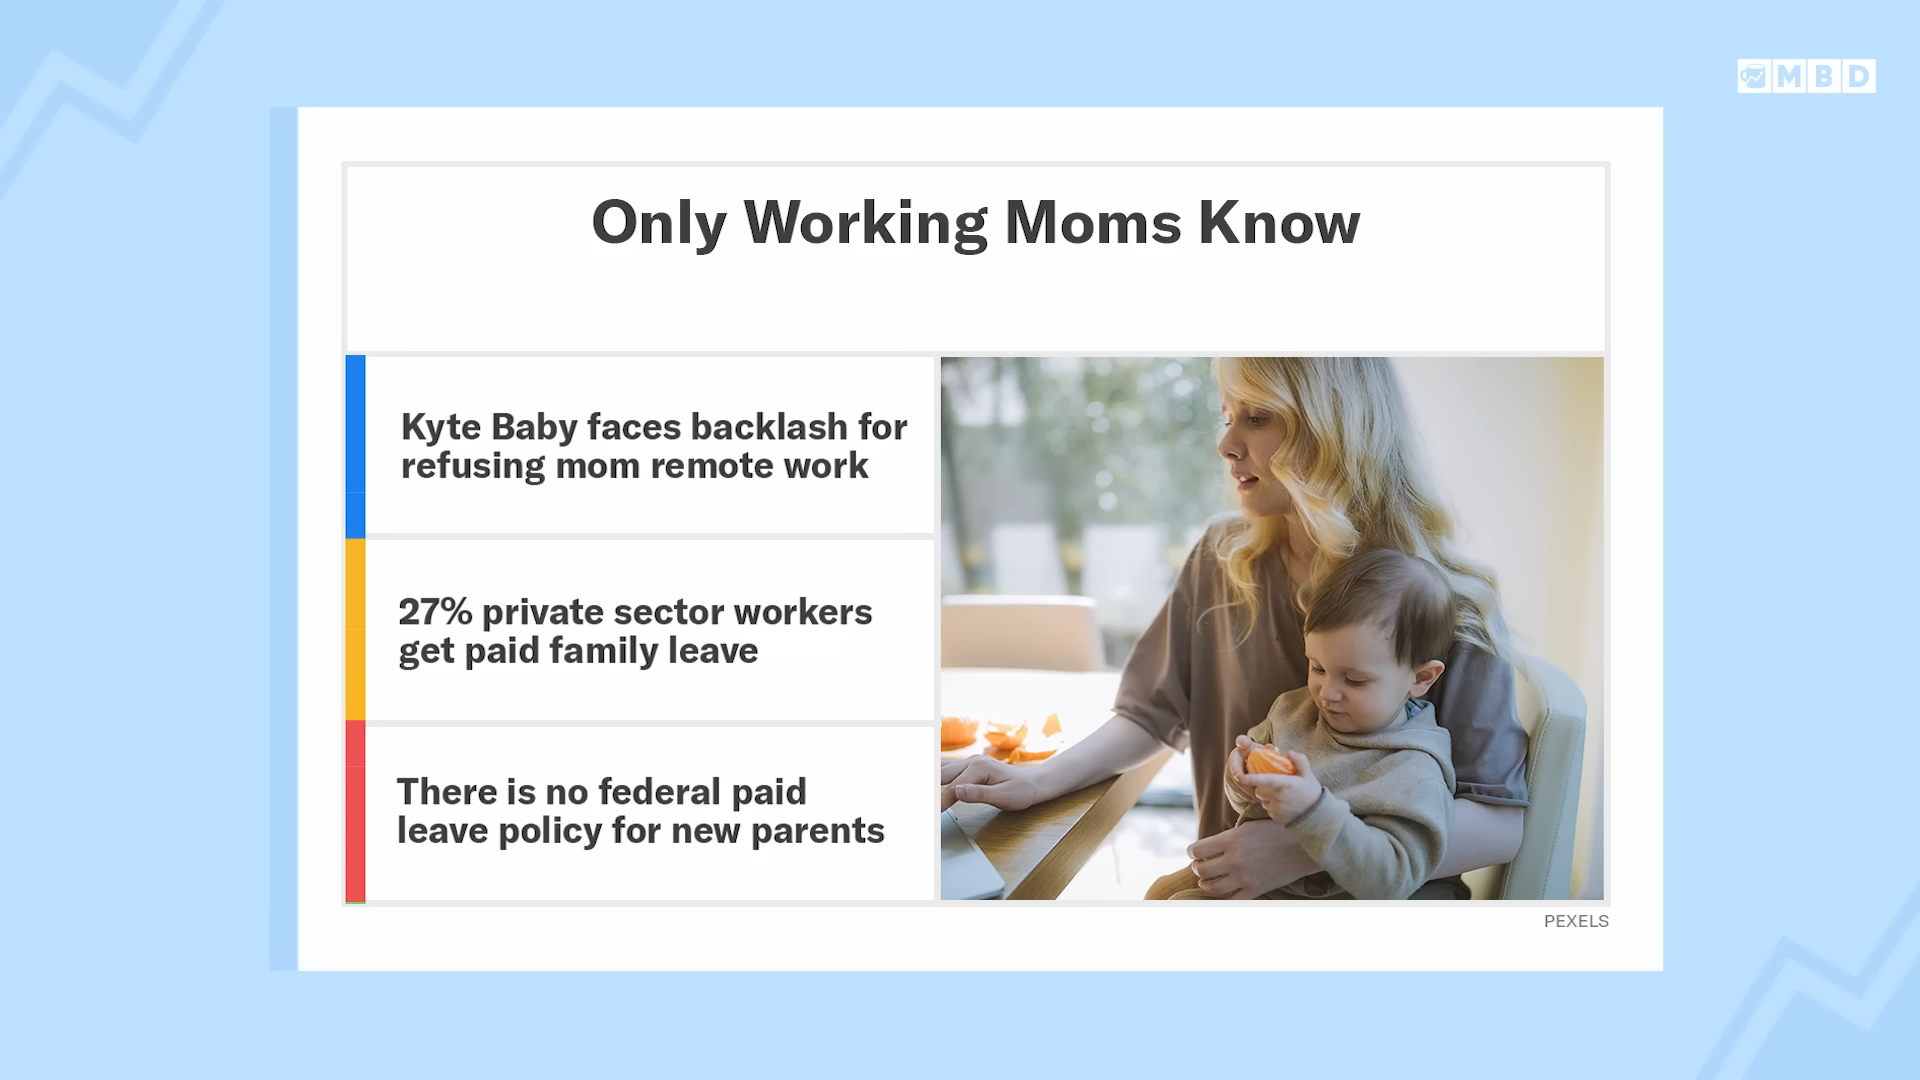 MBD
Only Working Moms Know
Kyte Baby faces backlash for
refusing mom remote work
27% private sector workers
get paid family leave
There is no federal paid
leave policy for new parents
PEXELS